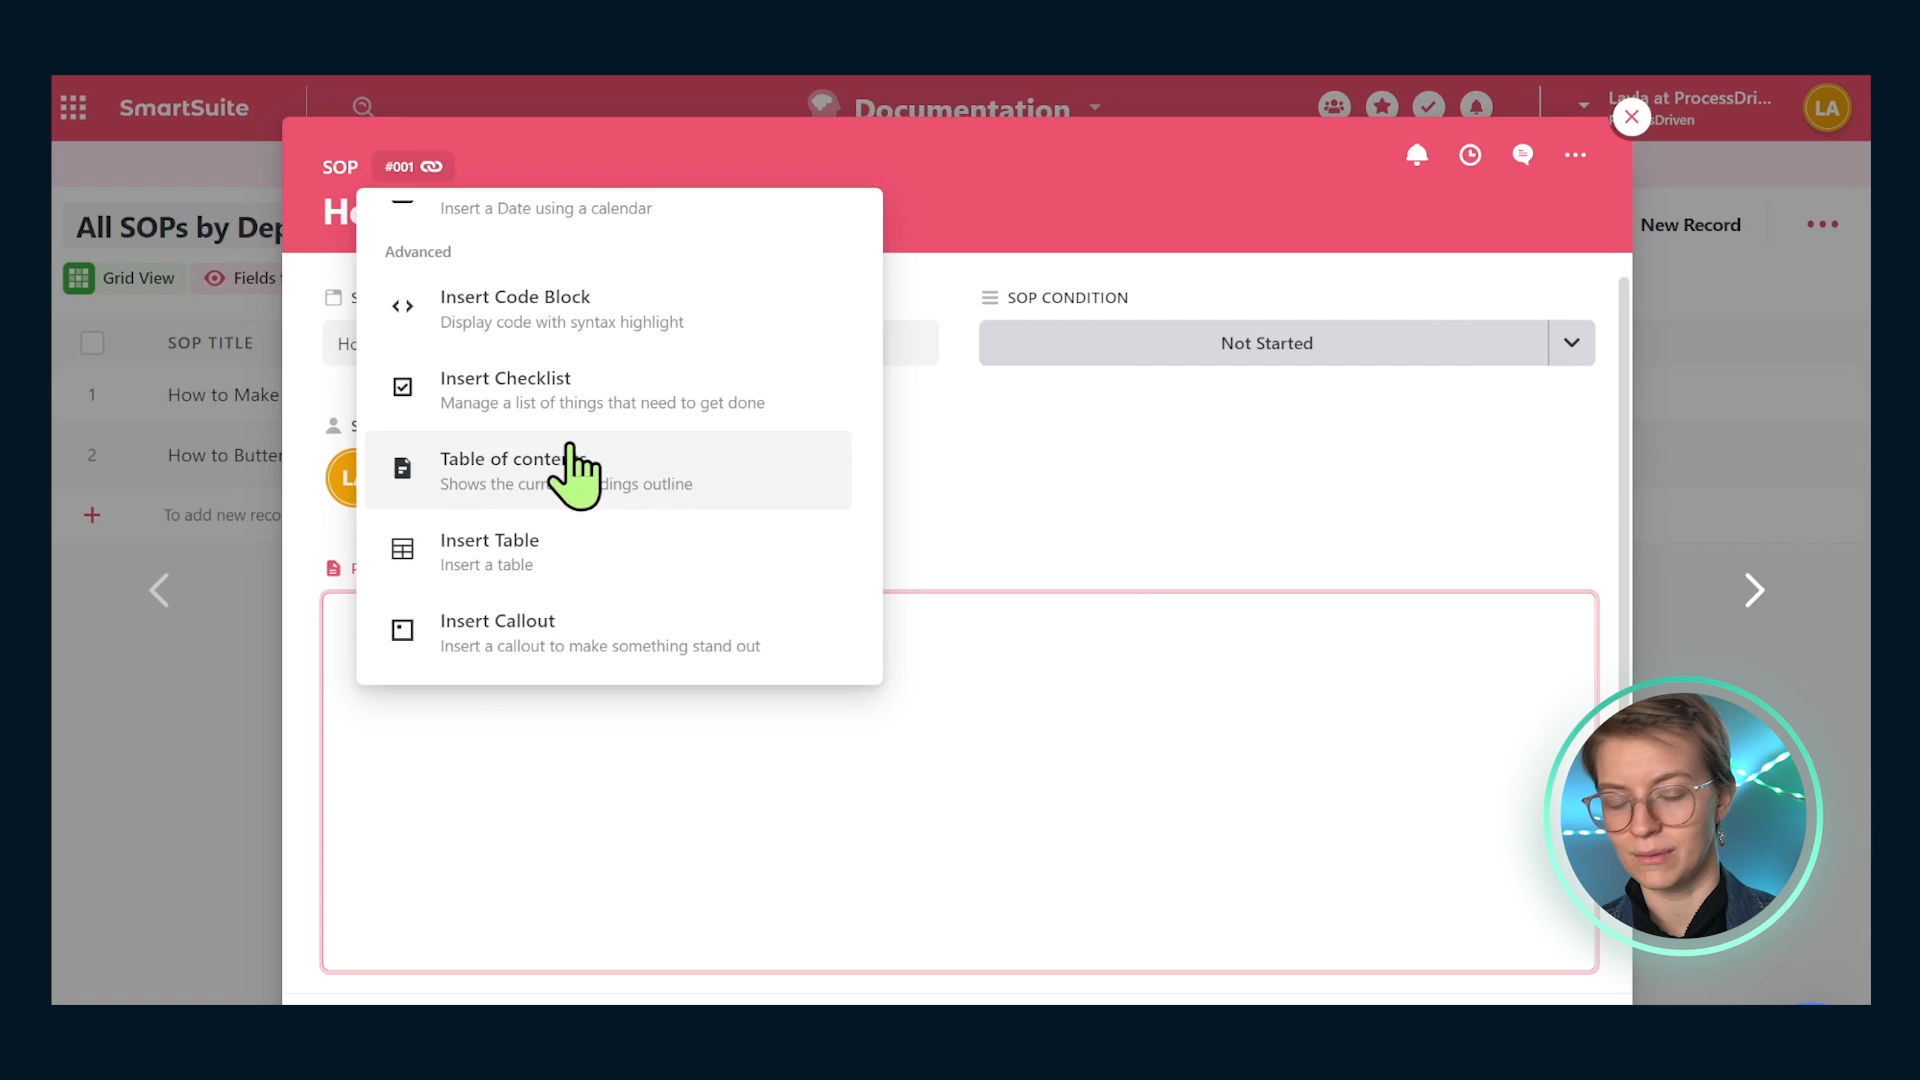 SmartSuite
Documentation
Layla at ProcessDri...
LA
SOP
#001
Insert a Date using a calendar
All SOPs by Dep
New Record
Advanced
Grid View
Fields
Insert Code Block
Display code with syntax highlight
SOP CONDITION
SOP TITLE
Not Started
Insert Checklist
Manage a list of things that need to get done
1
How to Make
2
How to Butter
Table of contents
Shows the
outline
To add new reco
Insert Table
Insert a table
Insert Callout
Insert a callout to make something stand out